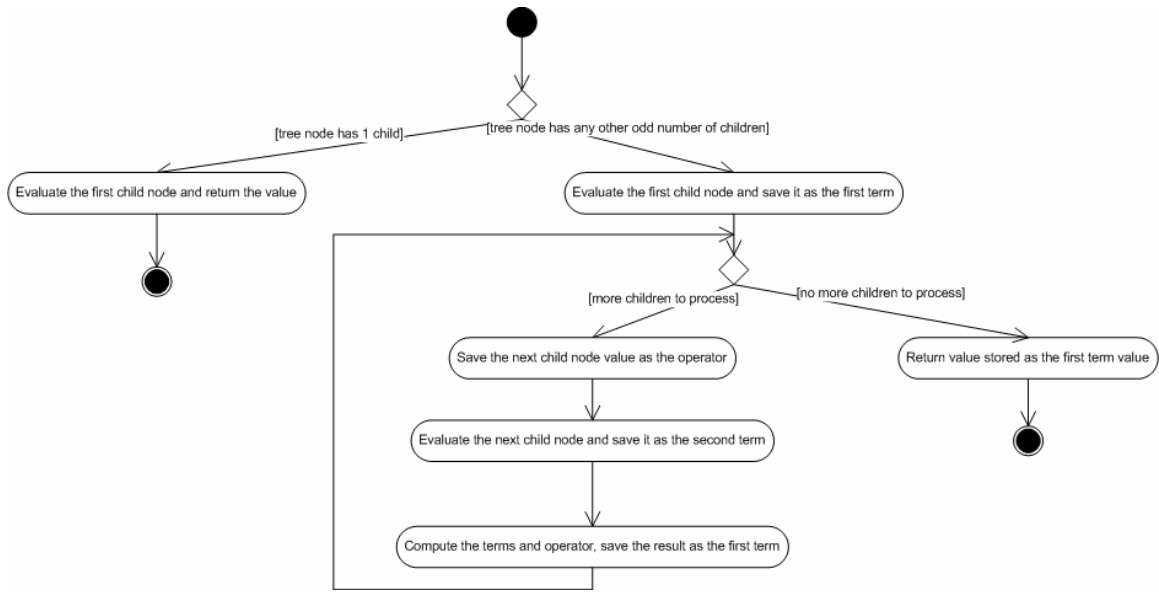 [tree node has 1 child]
[tree node has any other odd number of children]
Evaluate the first child node and return the value
Evaluate the first child node and save it as the first term
[more children to process]
[no more children to process]
Save the next child node value as the operator
Return value stored as the first term value
Evaluate the next child node and save it as the second term
Compute the terms and operator, save the result as the first term